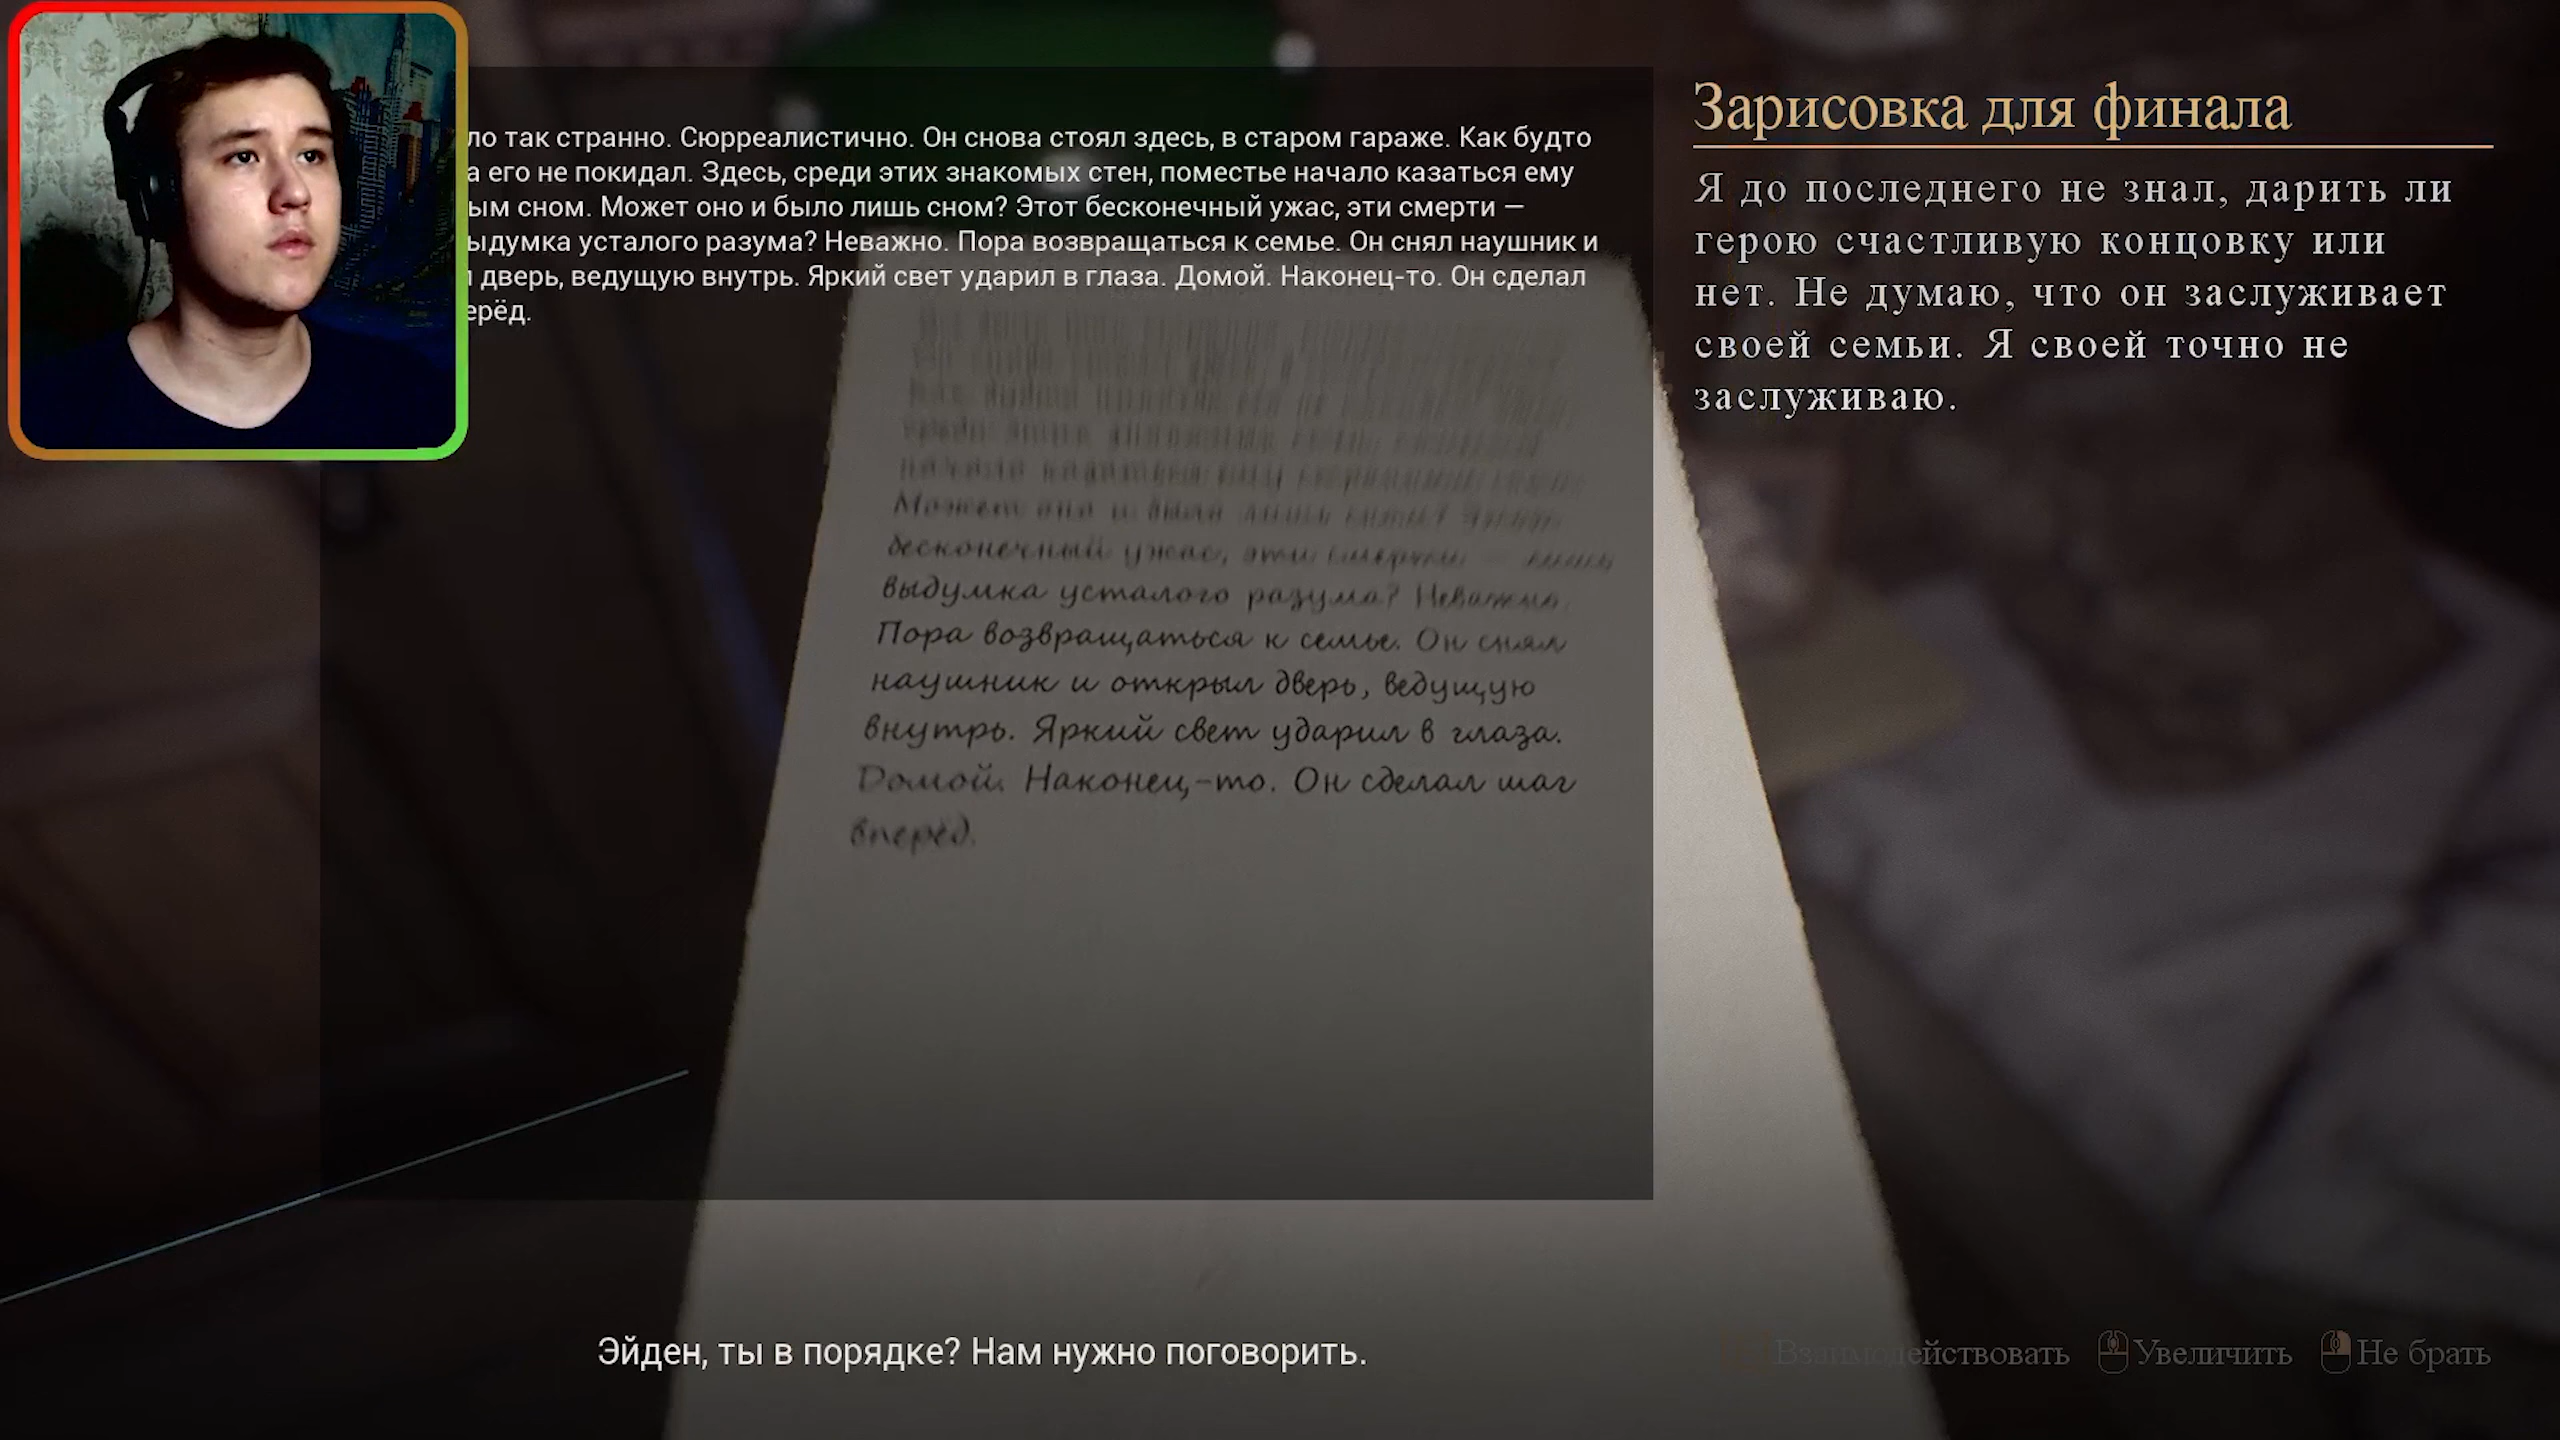 так странно. Сюрреалистично. Он снова стоял здесь, в старом гараже. Как будто
его не покидал. Здесь, среди этих знакомых стен, поместье начало казаться ему
сном. Может оно и было лишь сном? Этот бесконечный ужас, эти смерти —
усталого разума? Неважно. Пора возвращаться к семье. Он снял наушник и
дверь, ведущую внутрь. Яркий свет ударил в глаза. Домой. Наконец-то. Он сделал
Может оно и было лишь сном? Этот
бесконечный ужас, эти смерти — лишь
выдумка усталого разума? Неважно.
Пора возвращаться к семье. Он снял
наушник и открыл дверь, ведущую
внутрь. Яркий свет ударил в глаза.
Домой. Наконец-то. Он сделал шаг
вперёд.
Зарисовка для финала
Я до последнего не знал, дарить ли
герою счастливую концовку или
нет. Не думаю, что он заслуживает
своей семьи. Я своей точно не
заслуживаю.
Эйден, ты в порядке? Нам нужно поговорить.
Взаимодействовать Увеличить Не брать